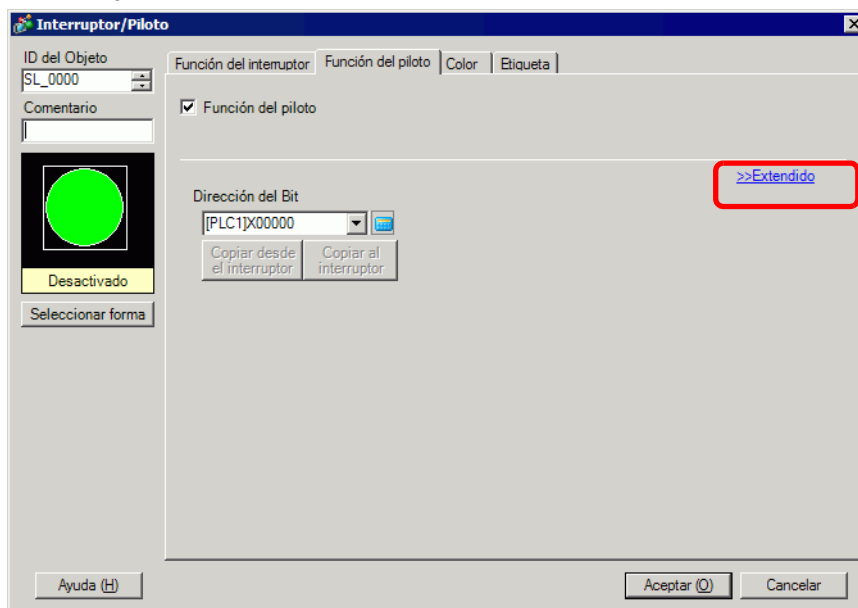 Interruptor/Piloto
ID del Objeto
SL_0000
Comentario
Desactivado
Seleccionar forma
Función del interruptor Función del piloto Color Etiqueta
Función del piloto
>>Extendido
Dirección del Bit
[PLC1]X00000
Copiar desde el interruptor
Copiar al interruptor
Ayuda (H)
Aceptar (O)
Cancelar